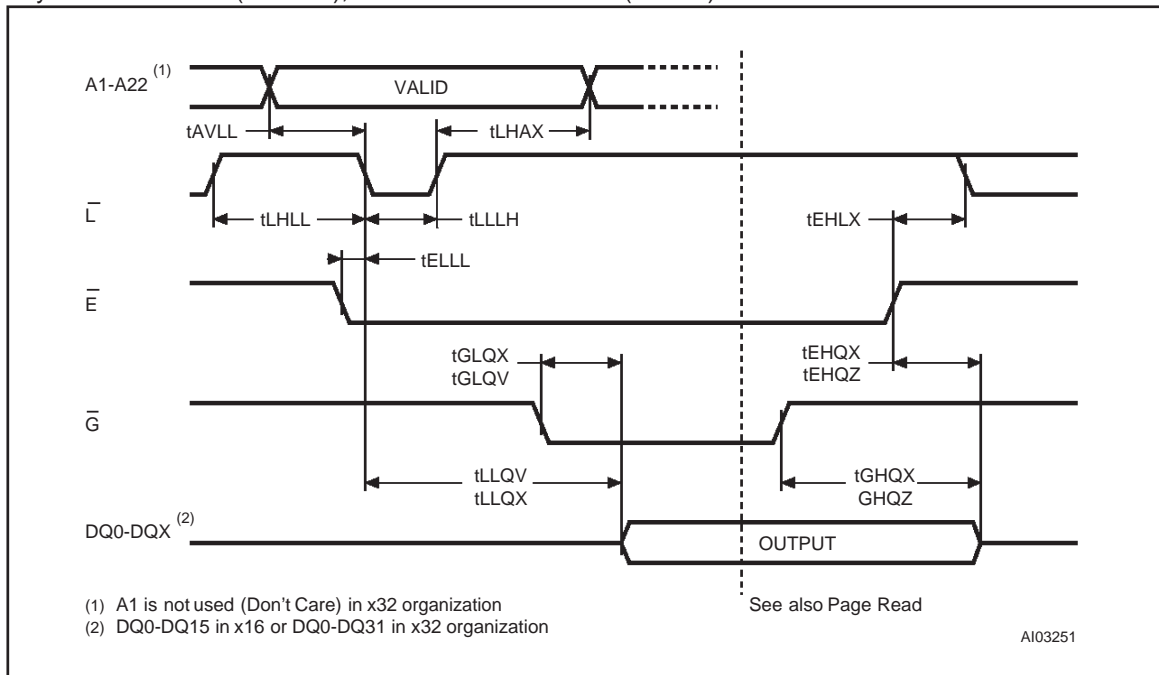 A1-A22 (1)
VALID
tAVLL
tLHAX
L
tLHLL
tLLLH
tEHLX
tELLL
E
tGLQX
tGLQV
tEHQX
tEHQZ
G
tLLQV
tLLQX
tGHQX
GHQZ
DQ0-DQX (2)
OUTPUT
(1) A1 is not used (Don't Care) in x32 organization
See also Page Read
(2) DQ0-DQ15 in x16 or DQ0-DQ31 in x32 organization
AI03251